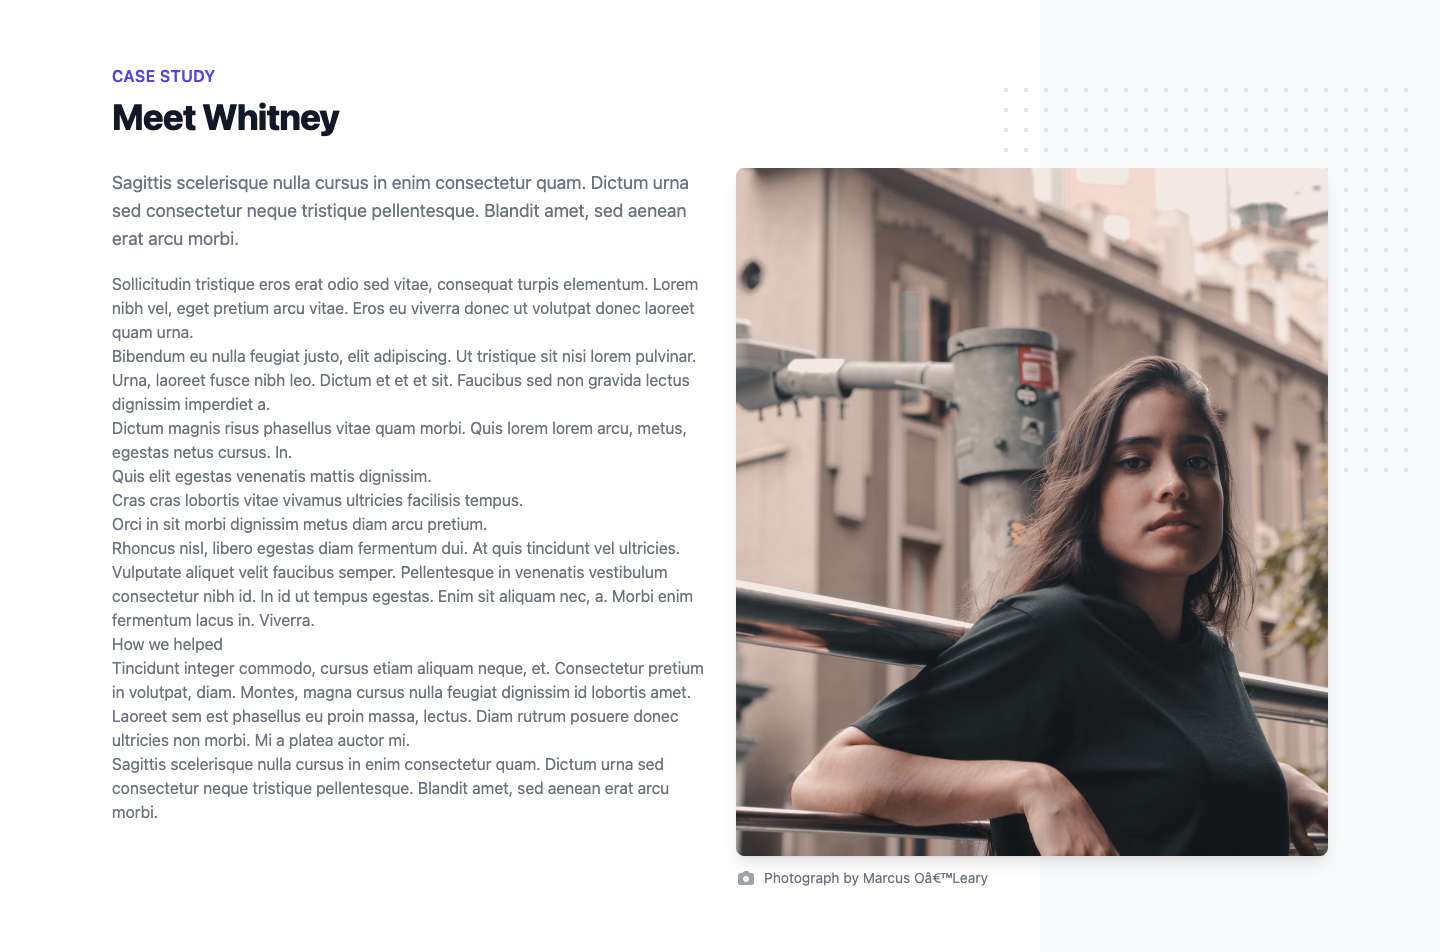 CASE STUDY
Meet Whitney
Sagittis scelerisque nulla cursus in enim consectetur quam. Dictum urna
sed consectetur neque tristique pellentesque. Blandit amet, sed aenean
erat arcu morbi.
Sollicitudin tristique eros erat odio sed vitae, consequat turpis elementum. Lorem
nibh vel, eget pretium arcu vitae. Eros eu viverra donec ut volutpat donec laoreet
quam urna.
Bibendum eu nulla feugiat justo, elit adipiscing. Ut tristique sit nisi lorem pulvinar.
Urna, laoreet fusce nibh leo. Dictum et et et sit. Faucibus sed non gravida lectus
dignissim imperdiet a.
Dictum magnis risus phasellus vitae quam morbi. Quis lorem lorem arcu, metus,
egestas netus cursus. In.
Quis elit egestas venenatis mattis dignissim.
Cras cras lobortis vitae vivamus ultricies facilisis tempus.
Orci in sit morbi dignissim metus diam arcu pretium.
Rhoncus nisl, libero egestas diam fermentum dui. At quis tincidunt vel ultricies.
Vulputate aliquet velit faucibus semper. Pellentesque in venenatis vestibulum
consectetur nibh id. In id ut tempus egestas. Enim sit aliquam nec, a. Morbi enim
fermentum lacus in. Viverra.
How we helped
Tincidunt integer commodo, cursus etiam aliquam neque, et. Consectetur pretium
in volutpat, diam. Montes, magna cursus nulla feugiat dignissim id lobortis amet.
Laoreet sem est phasellus eu proin massa, lectus. Diam rutrum posuere donec
ultricies non morbi. Mi a platea auctor mi.
Sagittis scelerisque nulla cursus in enim consectetur quam. Dictum urna sed
consectetur neque tristique pellentesque. Blandit amet, sed aenean erat arcu
morbi.
Photograph by Marcus Oâ€™Leary